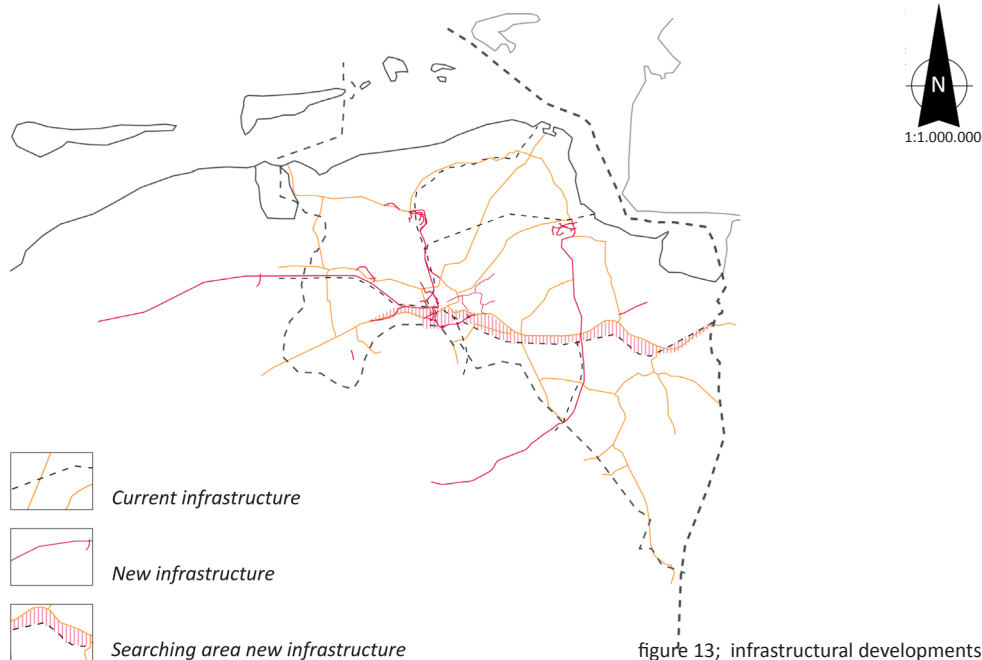 N
1:1.000.000
Current infrastructure
New infrastructure
Searching area new infrastructure
figure 13; infrastructural developments